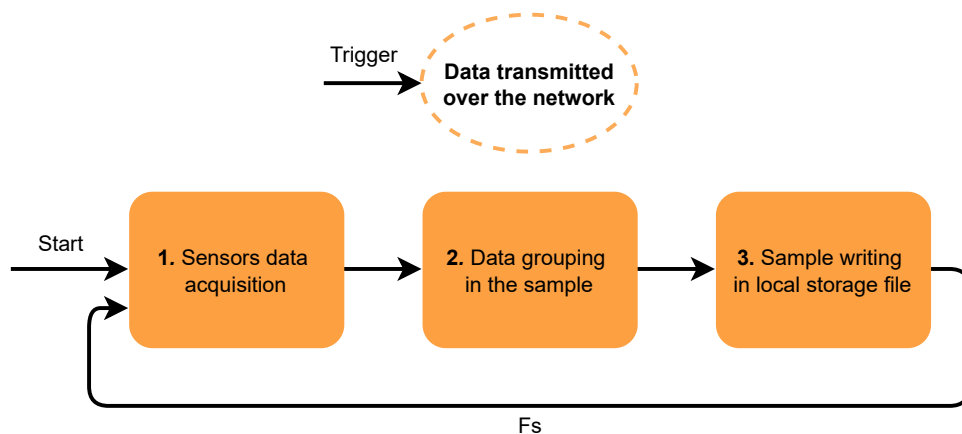 Trigger
Data transmitted
over the network
Start
1. Sensors data
acquisition
2. Data grouping
in the sample
3. Sample writing
in local storage file
Fs